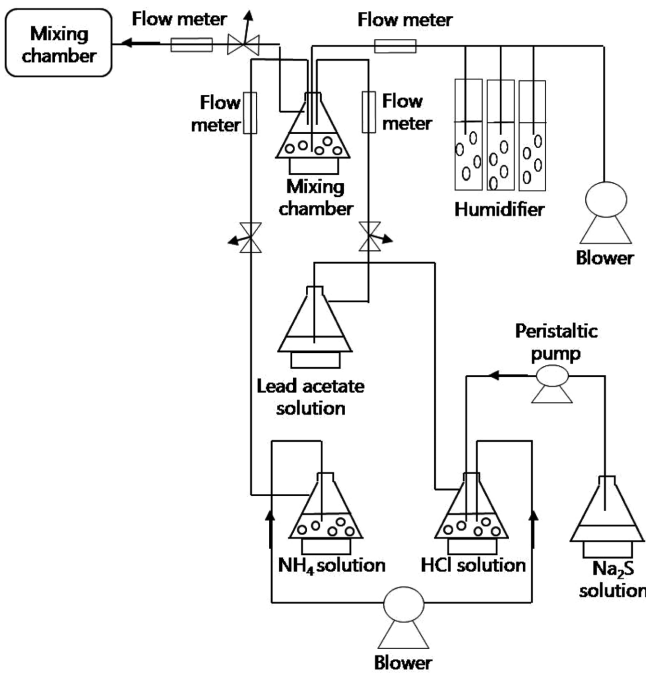 Mixing
chamber
Flow meter
Flow meter
Flow
meter
Flow
meter
Mixing
chamber
Humidifier
Blower
Peristaltic
pump
Lead acetate
solution
NH₄ solution
HCl solution
Na₂S
solution
Blower